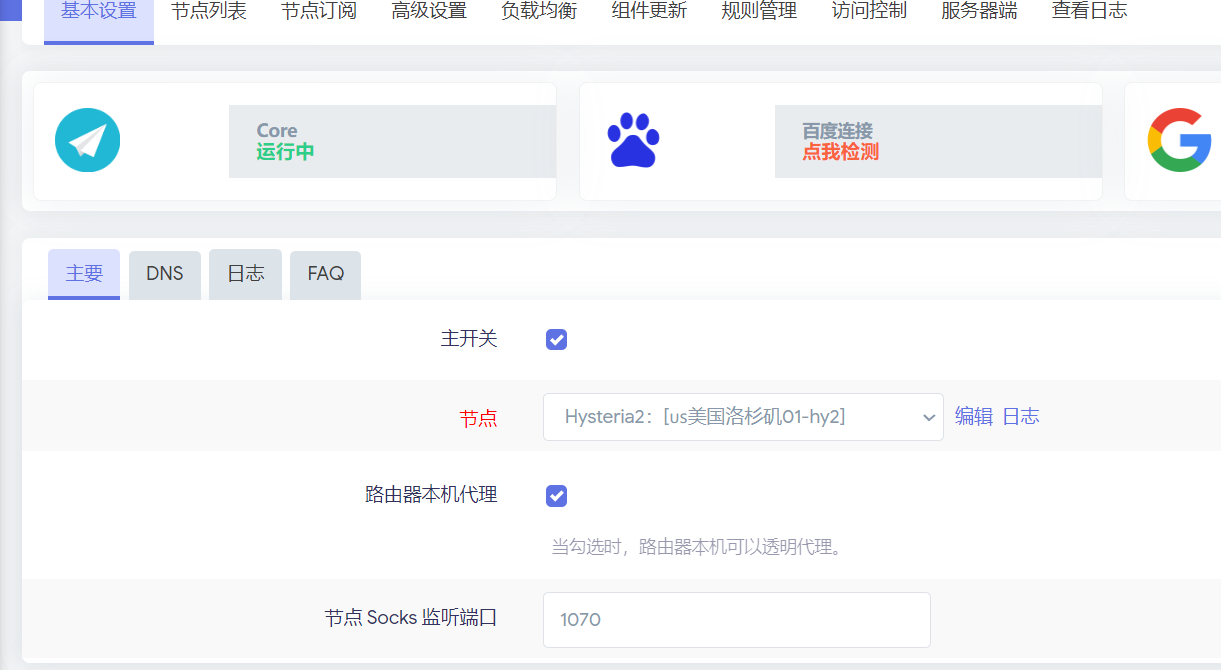 基本设置 节点列表 节点订阅 高级设置 负载均衡 组件更新 规则管理 访问控制 服务器端 查看日志
Core
运行中
百度连接
点我检测
主要 DNS 日志 FAQ
主开关
节点 Hysteria2：[us美国洛杉矶01-hy2] 编辑 日志
路由器本机代理
当勾选时，路由器本机可以透明代理。
节点 Socks 监听端口 1070